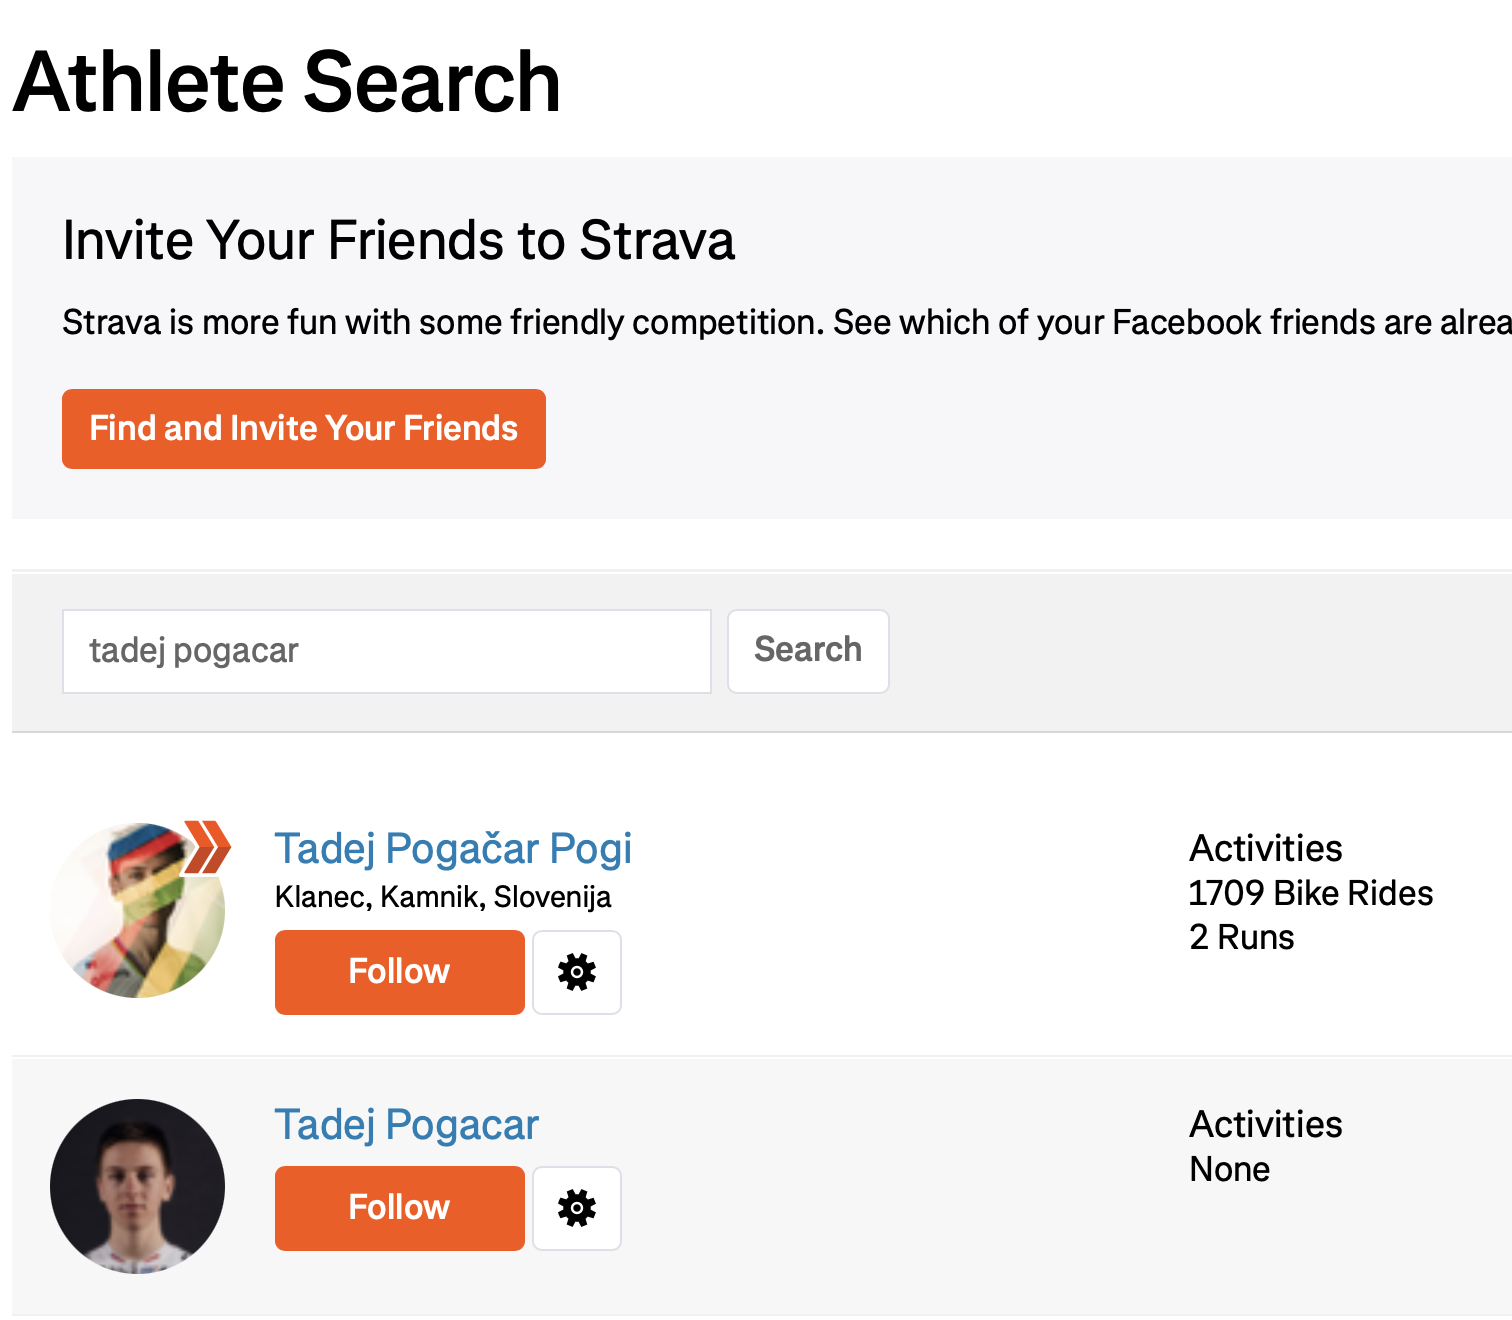 Athlete Search
Invite Your Friends to Strava
Strava is more fun with some friendly competition. See which of your Facebook friends are
Find and Invite Your Friends
tadej pogacar
Search
Tadej Pogačar Pogi
Klanec, Kamnik, Slovenija
Follow
Activities
1709 Bike Rides
2 Runs
Tadej Pogacar
Follow
Activities
None